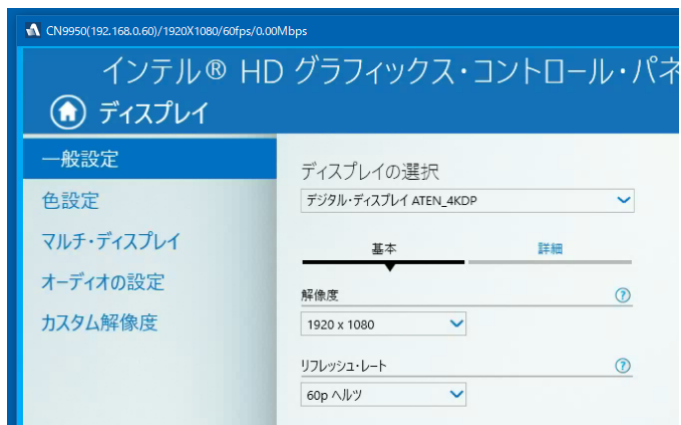 CN9950(192.168.0.60)/1920X1080/60fps/0.00Mbps
インテル® HD グラフィックス・コントロール・パネ
ディスプレイ
一般設定
色設定
マルチ・ディスプレイ
オーディオの設定
カスタム解像度
ディスプレイの選択
デジタル・ディスプレイ ATEN_4KDP
基本 詳細
解像度
1920 x 1080
リフレッシュ・レート
60p ヘルツ